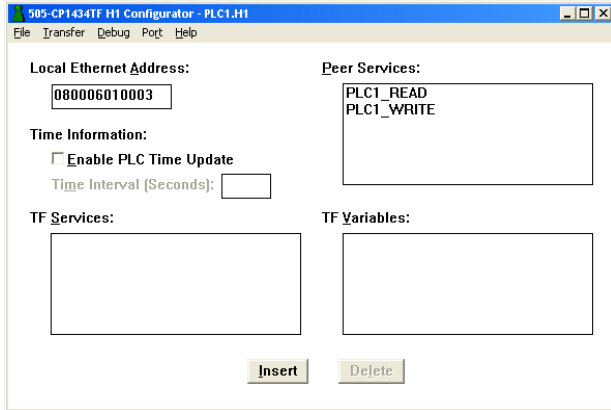 505-CP1434TF H1 Configurator - PLC1.H1
File Transfer Debug Port Help
Local Ethernet Address:
080006010003
Time Information:
Enable PLC Time Update
Time Interval (Seconds):
Peer Services:
PLC1_READ
PLC1_WRITE
TF Services:
TF Variables:
Insert
Delete